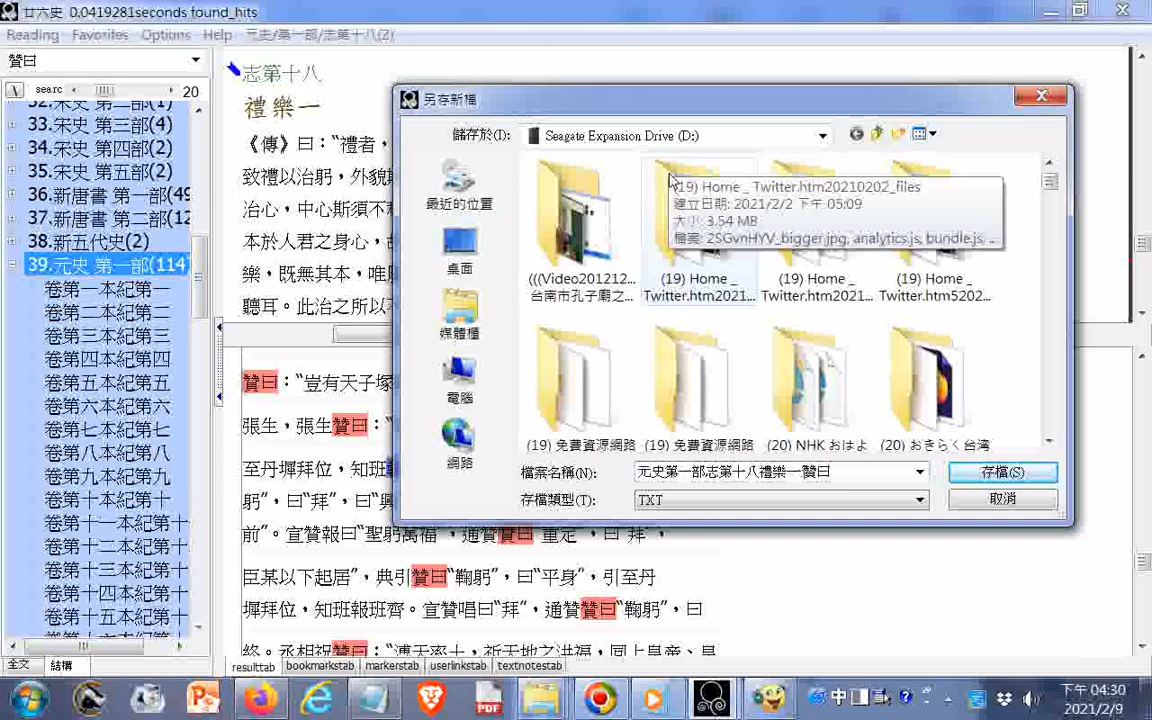 廿六史 0.0419281seconds found_hits
Reading Favorites Options Help 元史/第一部/志第十八(Z)
贊曰
searc 20
32.宋史 第二部(1)
33.宋史 第三部(4)
34.宋史 第四部(2)
35.宋史 第五部(2)
36.新唐書 第一部(49
37.新唐書 第二部(12
38.新五代史(2)
39.元史 第一部(114)
卷第一本紀第一
卷第二本紀第二
卷第三本紀第三
卷第四本紀第四
卷第五本紀第五
卷第六本紀第六
卷第七本紀第七
卷第八本紀第八
卷第九本紀第九
卷第十本紀第十
卷第十一本紀第十
卷第十二本紀第十
卷第十三本紀第十
卷第十四本紀第十
卷第十五本紀第十
全文 結構
志第十八
禮樂一
《傳》曰：“禮者，
致禮以治躬，外貌斯
治心，中心斯須不
本於人君之身心，
樂，既無其本，唯
聽耳。此治之所以
另存新檔
儲存於(I): Seagate Expansion Drive (D:)
最近的位置
桌面
媒體櫃
電腦
網路
(19) Home _ Twitter.htm20210202_files
建立日期: 2021/2/2 下午 05:09
大小: 3.54 MB
檔案: 2SGvnHYV_bigger.jpg, analytics.js, bundle.js, ...
(((Video201212...
台南市孔子廟之...
(19) Home _
Twitter.htm2021...
(19) Home _
Twitter.htm2021...
(19) Home _
Twitter.htm5202...
(19) 免費資源網路
(19) 免費資源網路
(20) NHK おはよ
(20) おきらく台湾
檔案名稱(N): 元史第一部志第十八禮樂一贊曰 存檔(S)
存檔類型(T): TXT 取消
贊曰：“豈有天子塚
張生，張生贊曰：“
至丹墀拜位，知班
躬”，曰“拜”，曰“興
前”。宣贊報曰“聖躬萬福”，通贊贊曰“重定”，曰“拜”，
臣某以下起居”，典引贊曰“鞠躬”，曰“平身”，引至丹
墀拜位，知班報班齊。宣贊唱曰“拜”，通贊贊曰“鞠躬”，曰
resulttab bookmarkstab markerstab userlinkstab textnotestab
PDF
中
下午 04:30
2021/2/9